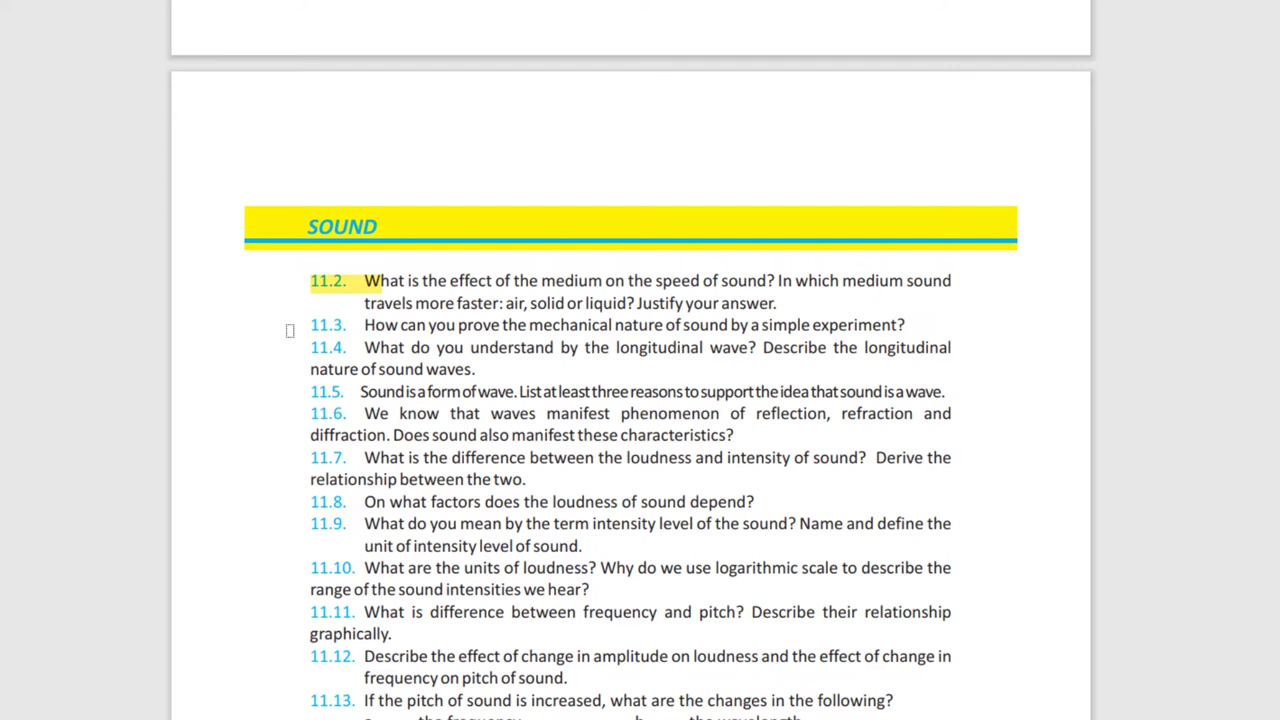 SOUND
11.2. What is the effect of the medium on the speed of sound? In which medium sound
travels more faster: air, solid or liquid? Justify your answer.
11.3. How can you prove the mechanical nature of sound by a simple experiment?
11.4. What do you understand by the longitudinal wave? Describe the longitudinal
nature of sound waves.
11.5. Sound is a form of wave. List at least three reasons to support the idea that sound is a wave.
11.6. We know that waves manifest phenomenon of reflection, refraction and
diffraction. Does sound also manifest these characteristics?
11.7. What is the difference between the loudness and intensity of sound? Derive the
relationship between the two.
11.8. On what factors does the loudness of sound depend?
11.9. What do you mean by the term intensity level of the sound? Name and define the
unit of intensity level of sound.
11.10. What are the units of loudness? Why do we use logarithmic scale to describe the
range of the sound intensities we hear?
11.11. What is difference between frequency and pitch? Describe their relationship
graphically.
11.12. Describe the effect of change in amplitude on loudness and the effect of change in
frequency on pitch of sound.
11.13. If the pitch of sound is increased, what are the changes in the following?
the frequency the wavelength